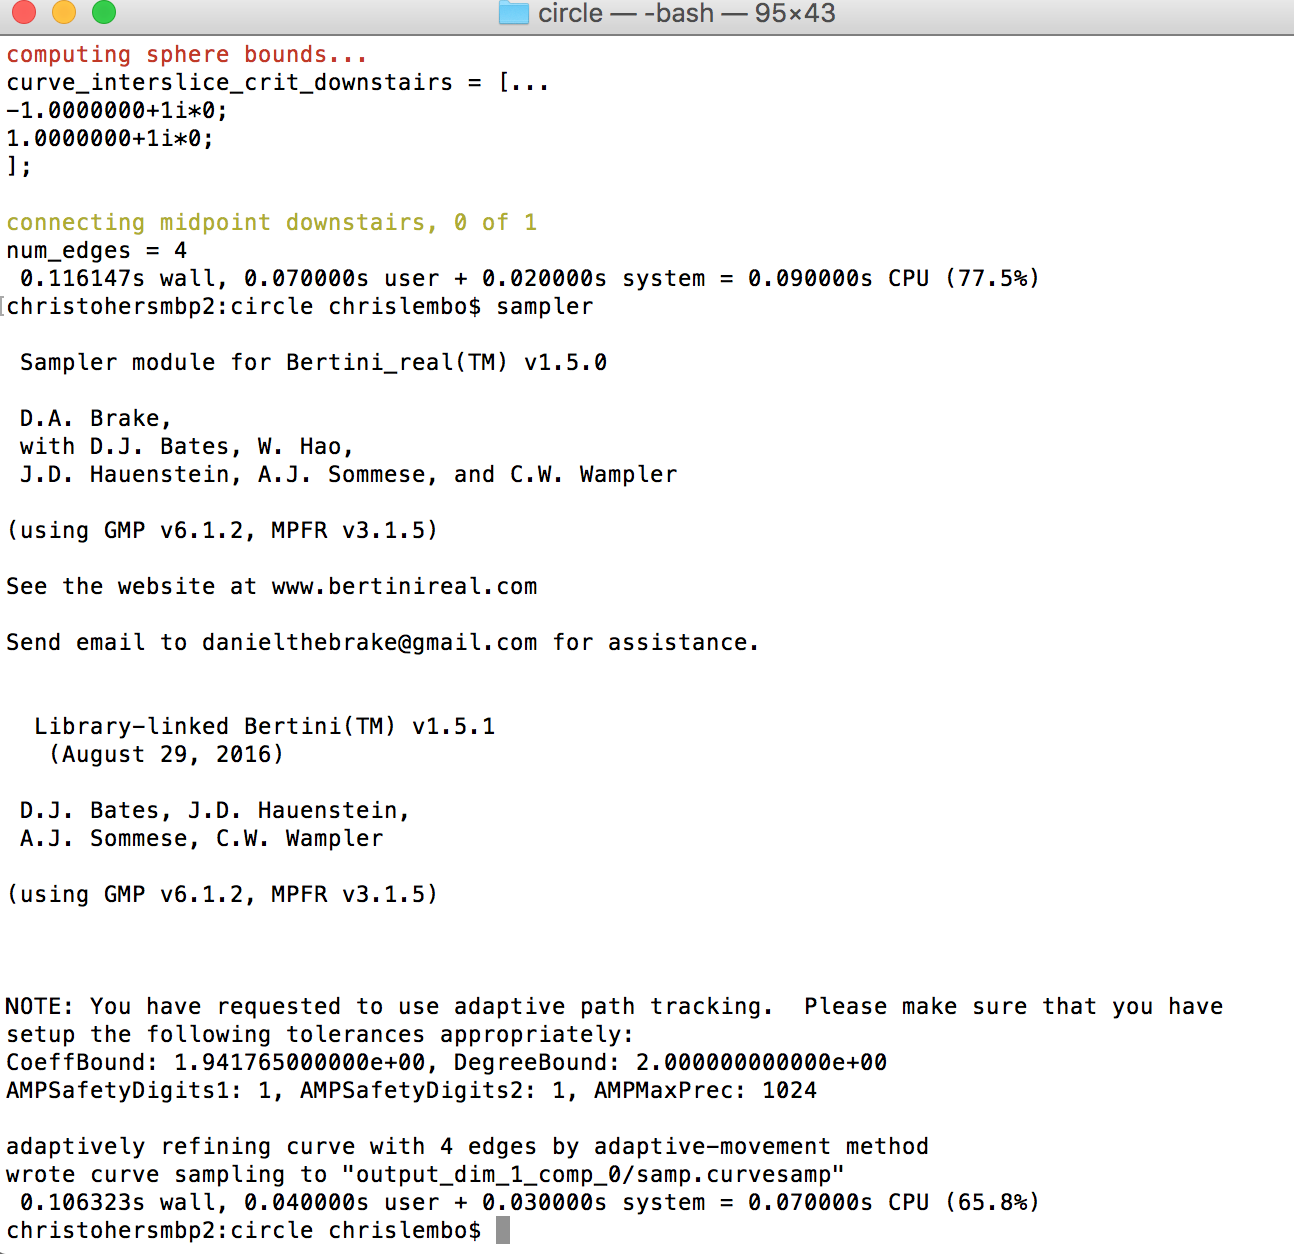 circle — -bash — 95×43
computing sphere bounds...
curve_interslice_crit_downstairs = [...
-1.0000000+1i*0;
1.0000000+1i*0;
];
connecting midpoint downstairs, 0 of 1
num_edges = 4
0.116147s wall, 0.070000s user + 0.020000s system = 0.090000s CPU (77.5%)
[christohersmbp2:circle chrislembo$ sampler
Sampler module for Bertini_real(TM) v1.5.0
D.A. Brake,
with D.J. Bates, W. Hao,
J.D. Hauenstein, A.J. Sommese, and C.W. Wampler
(using GMP v6.1.2, MPFR v3.1.5)
See the website at www.bertinireal.com
Send email to danielthebrake@gmail.com for assistance.
Library-linked Bertini(TM) v1.5.1
(August 29, 2016)
D.J. Bates, J.D. Hauenstein,
A.J. Sommese, C.W. Wampler
(using GMP v6.1.2, MPFR v3.1.5)
NOTE: You have requested to use adaptive path tracking.  Please make sure that you have
setup the following tolerances appropriately:
CoeffBound: 1.941765000000e+00, DegreeBound: 2.000000000000e+00
AMPSafetyDigits1: 1, AMPSafetyDigits2: 1, AMPMaxPrec: 1024
adaptively refining curve with 4 edges by adaptive-movement method
wrote curve sampling to "output_dim_1_comp_0/samp.curvesamp"
0.106323s wall, 0.040000s user + 0.030000s system = 0.070000s CPU (65.8%)
christohersmbp2:circle chrislembo$